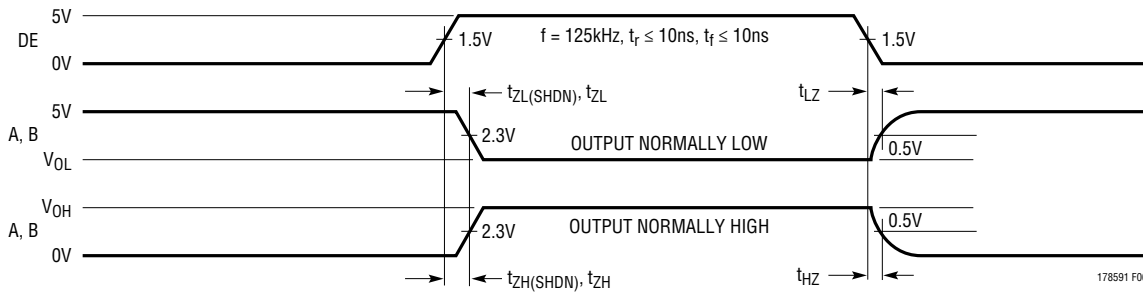 5V
DE
0V
1.5V
f = 125kHz, tr ≤ 10ns, tf ≤ 10ns
1.5V
tZL(SHDN), tZL
tLZ
5V
A, B
VOL
2.3V
OUTPUT NORMALLY LOW
0.5V
VOH
A, B
0V
2.3V
OUTPUT NORMALLY HIGH
0.5V
tZH(SHDN), tZH
tHZ